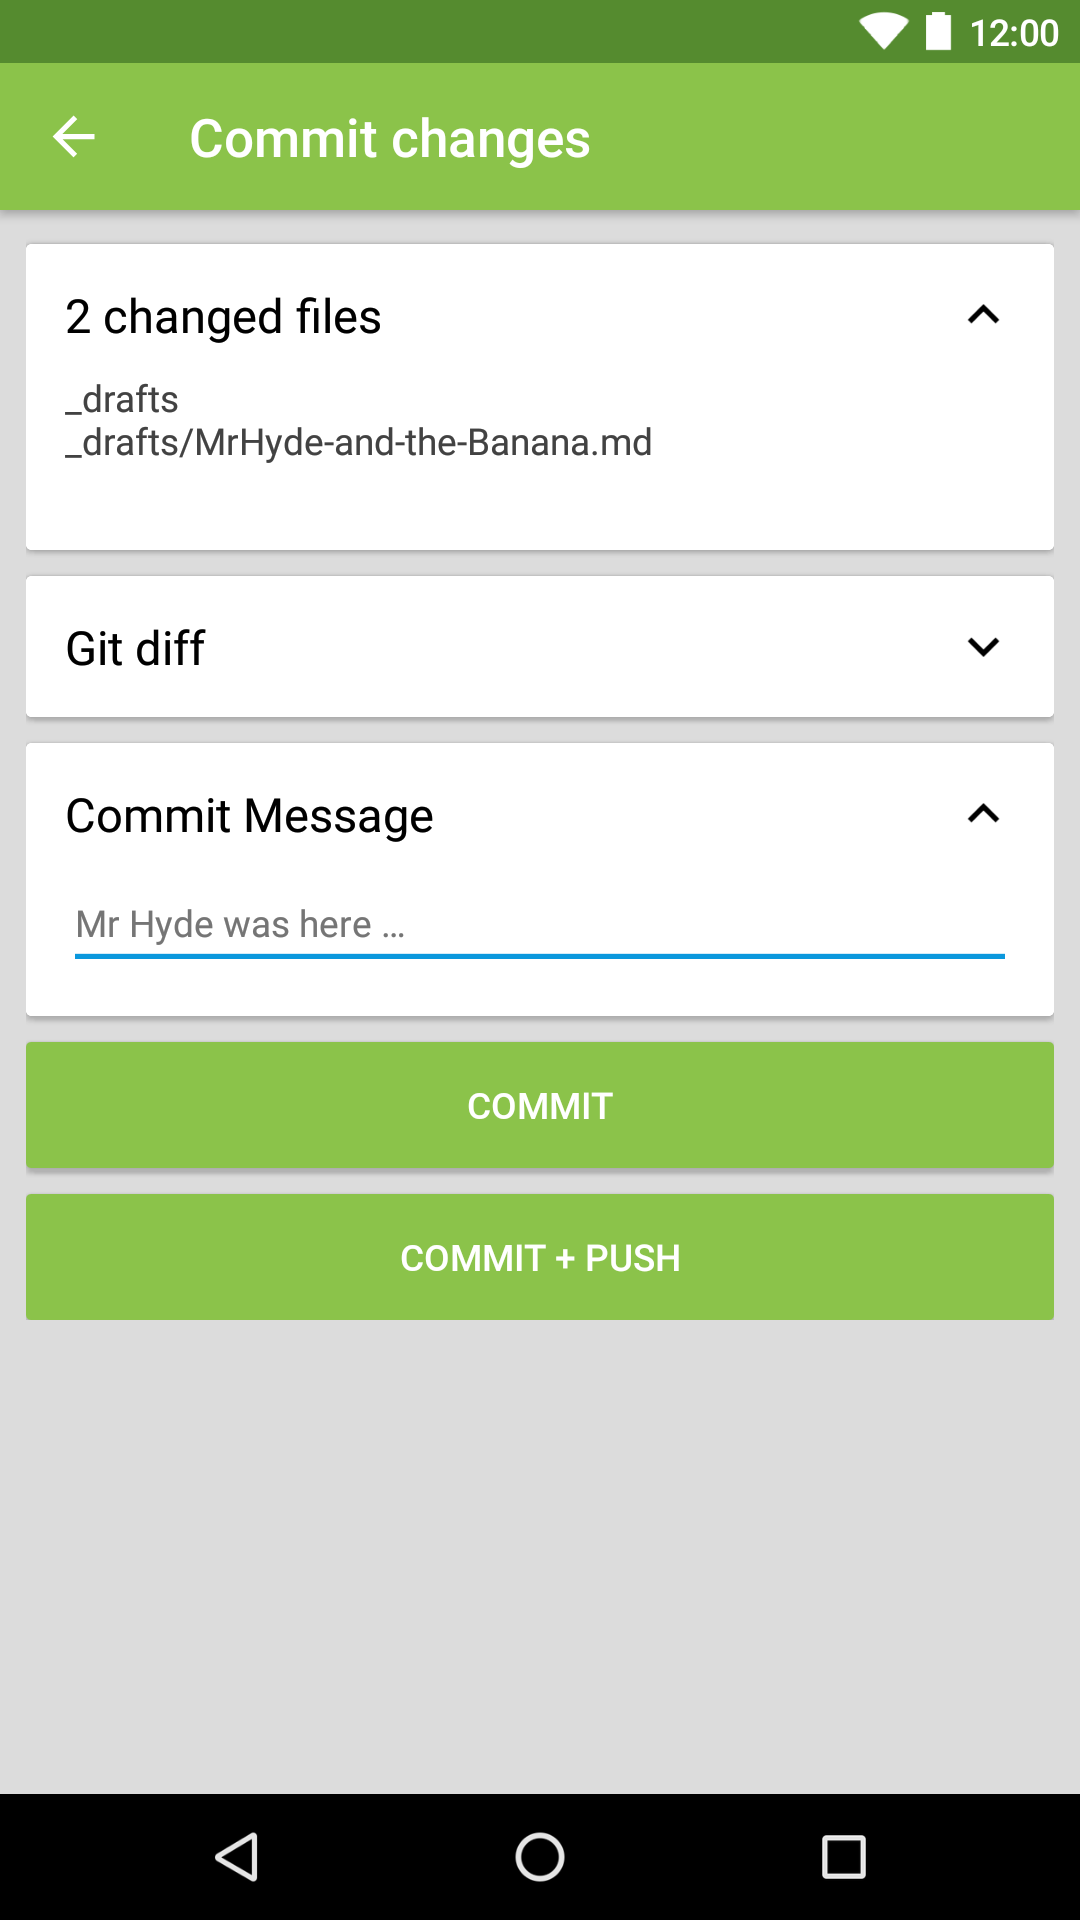 12:00
Commit changes
2 changed files
_drafts
_drafts/MrHyde-and-the-Banana.md
Git diff
Commit Message
Mr Hyde was here …
COMMIT
COMMIT + PUSH